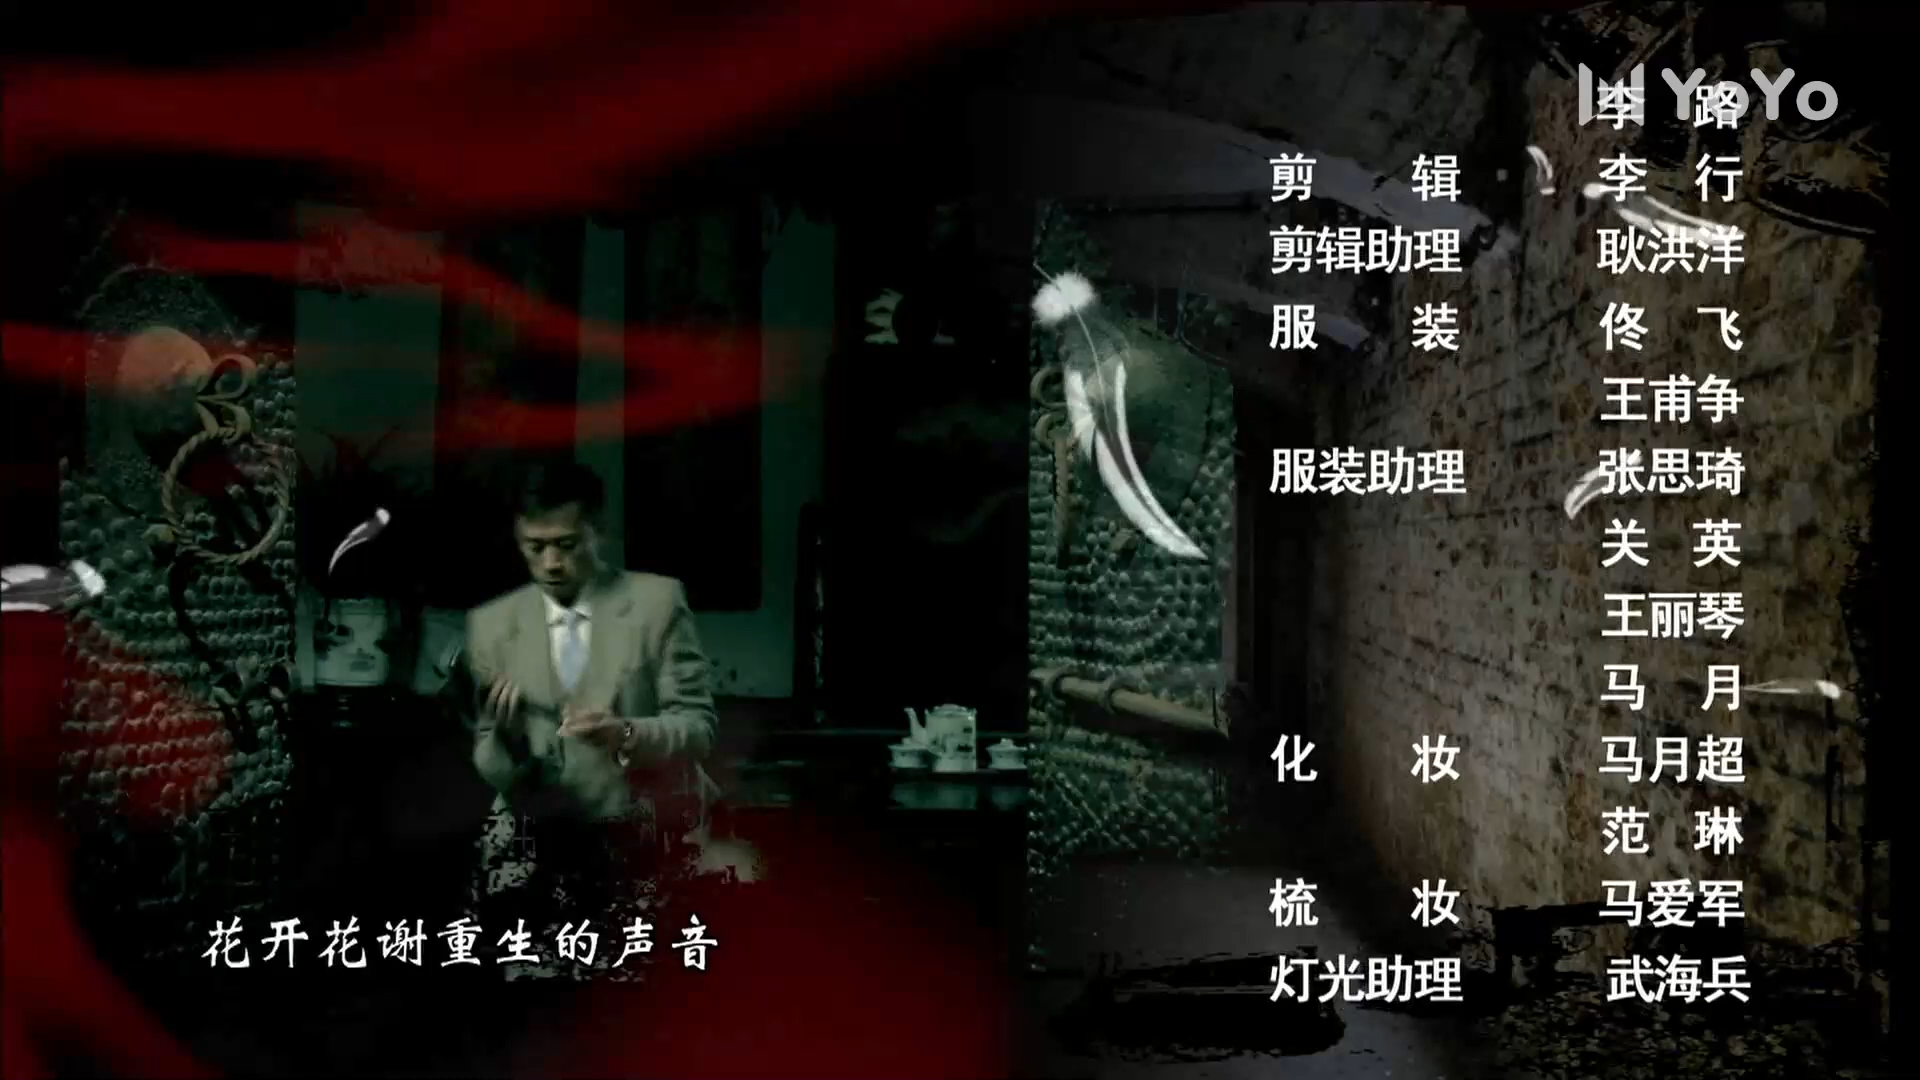 YoYo
李 路
剪 辑 李 行
剪辑助理 耿洪洋
服 装 佟 飞
王甫争
服装助理 张思琦
关 英
王丽琴
马 月
化 妆 马月超
范 琳
梳 妆 马爱军
灯光助理 武海兵
花开花谢重生的声音